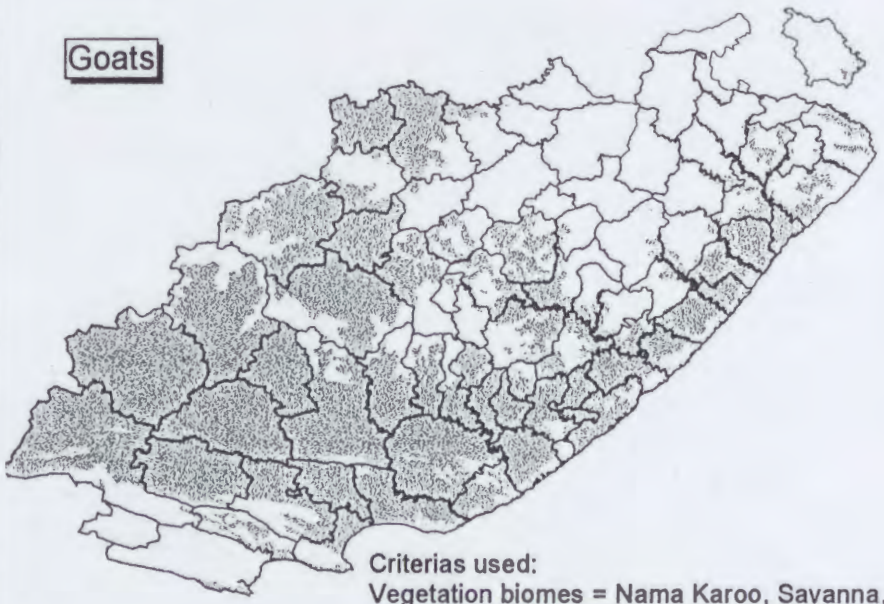 Goats
Criterias used:
Vegetation biomes = Nama Karoo, Savanna,